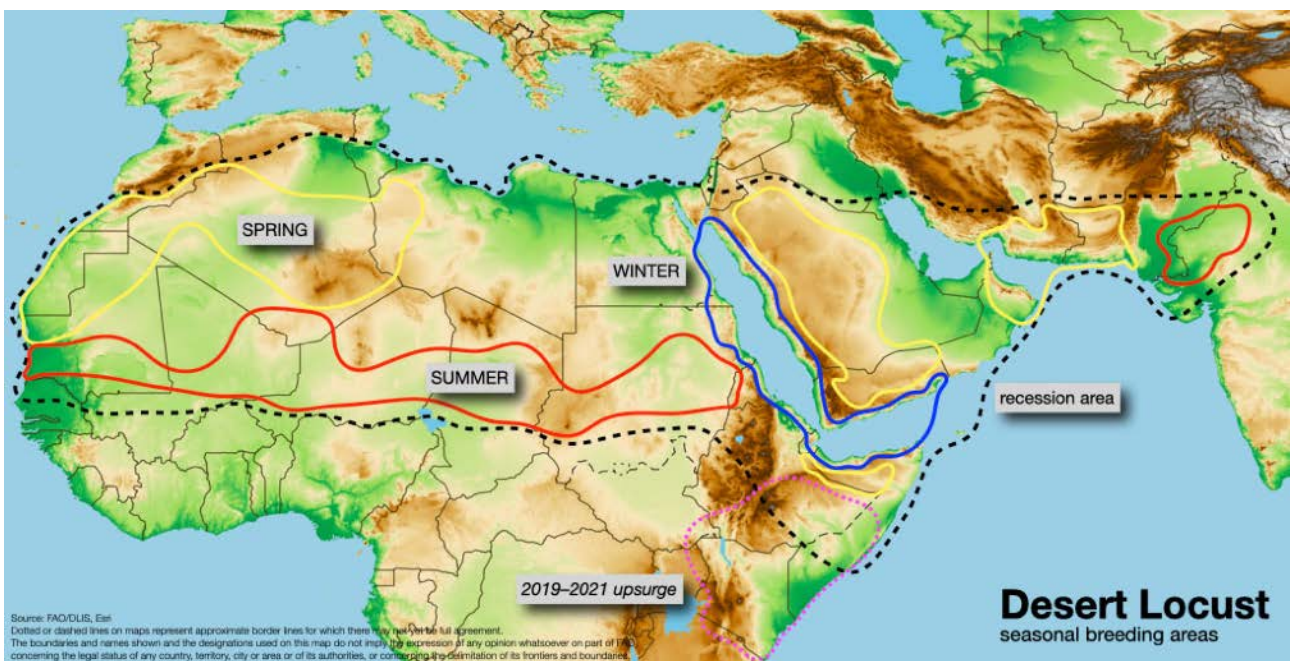 SPRING
WINTER
SUMMER
recession area
2019–2021 upsurge
Desert Locust
seasonal breeding areas
Source: FAO/DLIS, Esri
Dotted or dashed lines on maps represent approximate border lines for which there may not yet be full agreement.
The boundaries and names shown and the designations used on this map do not imply the expression of any opinion whatsoever on part of FAO
concerning the legal status of any country, territory, city or area or of its authorities, or concerning the delimitation of its frontiers and boundaries.